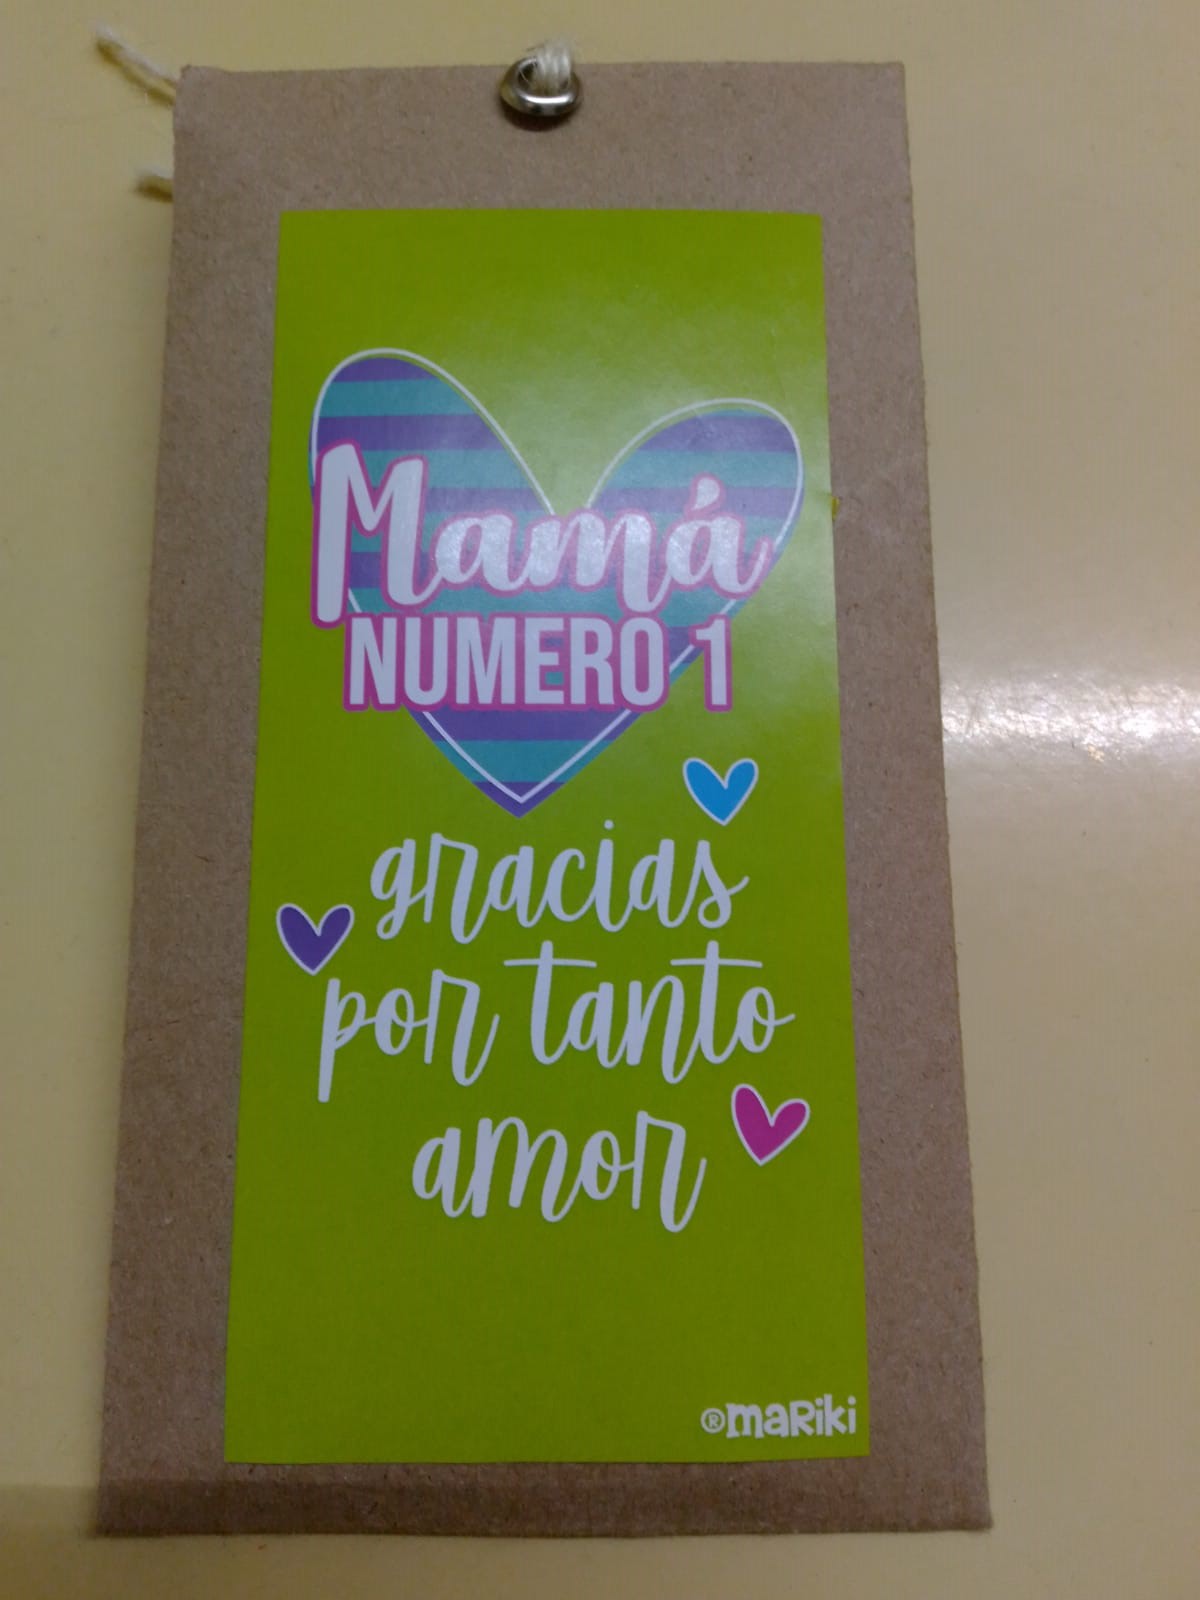 Mamá
NUMERO 1
gracias
por tanto
amor
®maRiki